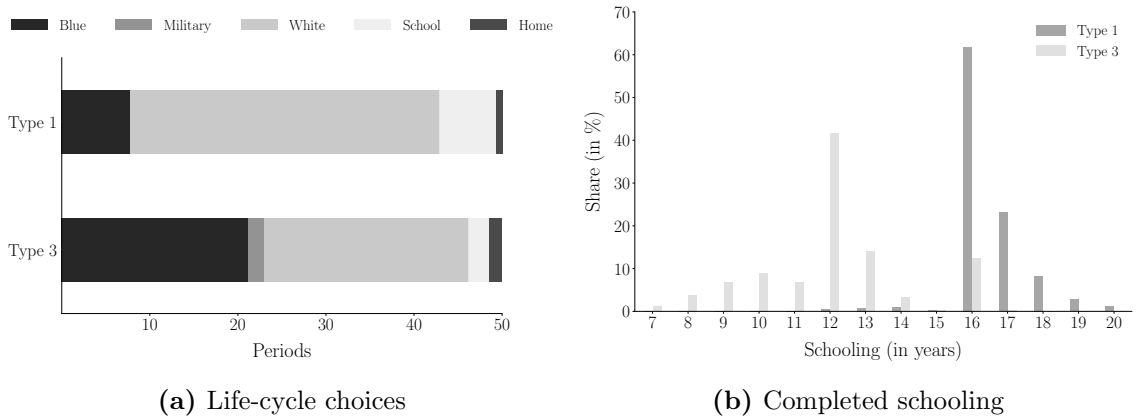 Blue Military White School Home
Type 1
Type 3
10 20 30 40 50
Periods
(a) Life-cycle choices
70
60
50
40
30
20
10
0
Share (in %)
Type 1
Type 3
7 8 9 10 11 12 13 14 15 16 17 18 19 20
Schooling (in years)
(b) Completed schooling